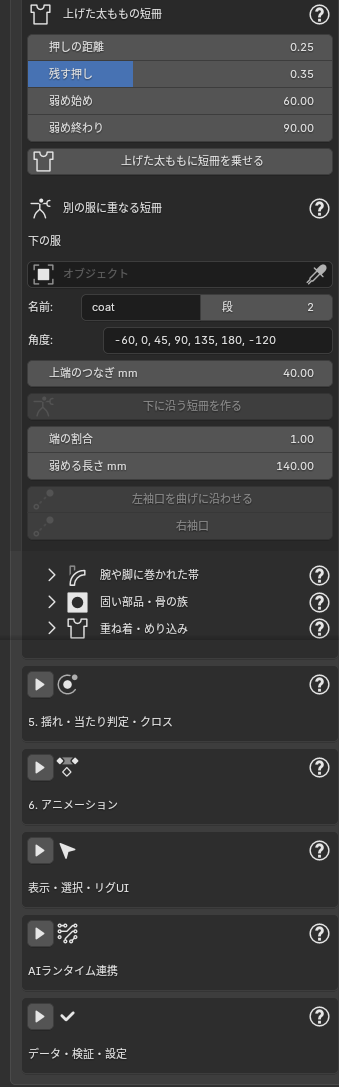 上げた太ももの短冊
押しの距離 0.25
残す押し 0.35
弱め始め 60.00
弱め終わり 90.00
上げた太ももに短冊を乗せる
別の服に重なる短冊
下の服
オブジェクト
名前: coat 段 2
角度: -60, 0, 45, 90, 135, 180, -120
上端のつなぎ mm 40.00
下に沿う短冊を作る
端の割合 1.00
弱める長さ mm 140.00
左袖口を曲げに沿わせる
右袖口
腕や脚に巻かれた帯
固い部品・骨の族
重ね着・めり込み
5. 揺れ・当たり判定・クロス
6. アニメーション
表示・選択・リグUI
AIランタイム連携
データ・検証・設定